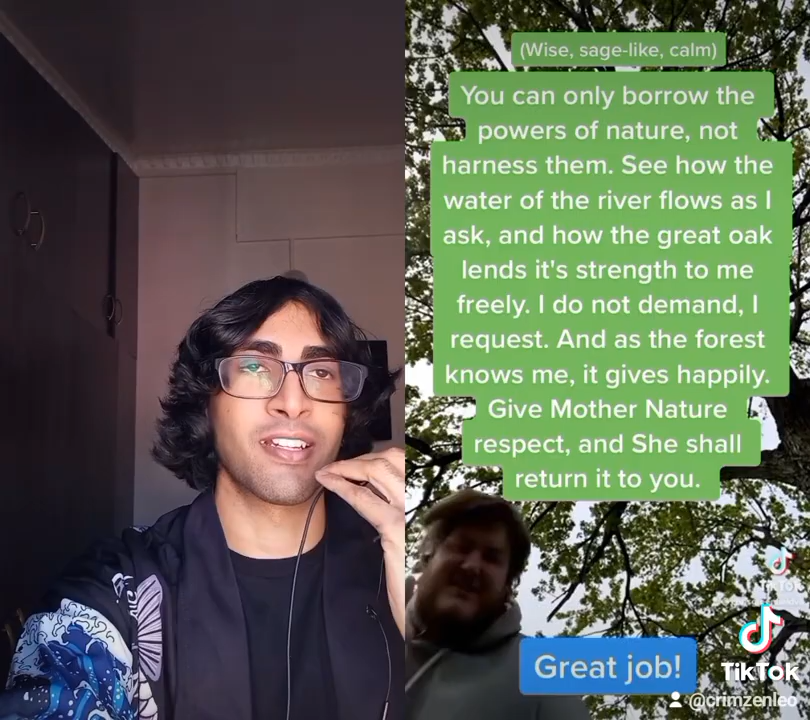 (Wise, sage-like, calm)
You can only borrow the
powers of nature, not
harness them. See how the
water of the river flows as I
ask, and how the great oak
lends it's strength to me
freely. I do not demand, I
request. And as the forest
knows me, it gives happily.
Give Mother Nature
respect, and She shall
return it to you.
Great job!
TikTok
@crimzenleo